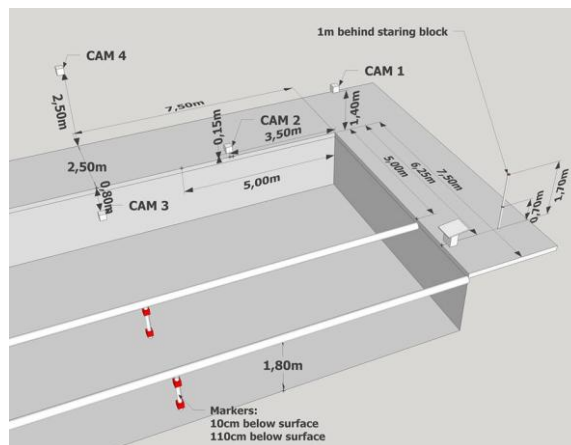 1m behind staring block
CAM 4
CAM 1
7,50m
2,50m
1,40m
0,15m
CAM 2
3,50m
2,50m
5,00m
5,00m
6,25m
7,50m
0,80m
CAM 3
0,70m
1,70m
1,80m
Markers:
10cm below surface
110cm below surface